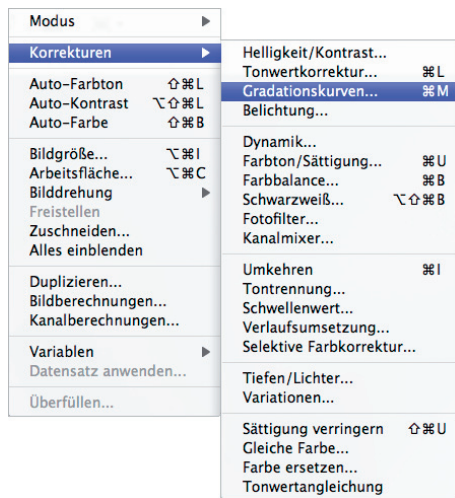 Modus ▶
Korrekturen ▶
Auto-Farbton ⇧⌘L
Auto-Kontrast ⌥⇧⌘L
Auto-Farbe ⇧⌘B
Bildgröße... ⌥⌘I
Arbeitsfläche... ⌥⌘C
Bilddrehung ▶
Freistellen
Zuschneiden...
Alles einblenden
Duplizieren...
Bildberechnungen...
Kanalberechnungen...
Variablen ▶
Datensatz anwenden...
Überfüllen...
Helligkeit/Kontrast...
Tonwertkorrektur... ⌘L
Gradationskurven... ⌘M
Belichtung...
Dynamik...
Farbton/Sättigung... ⌘U
Farbbalance... ⌘B
Schwarzweiß... ⌥⇧⌘B
Fotofilter...
Kanalmixer...
Umkehren ⌘I
Tontrennung...
Schwellenwert...
Verlaufsumsetzung...
Selektive Farbkorrektur...
Tiefen/Lichter...
Variationen...
Sättigung verringern ⇧⌘U
Gleiche Farbe...
Farbe ersetzen...
Tonwertangleichung